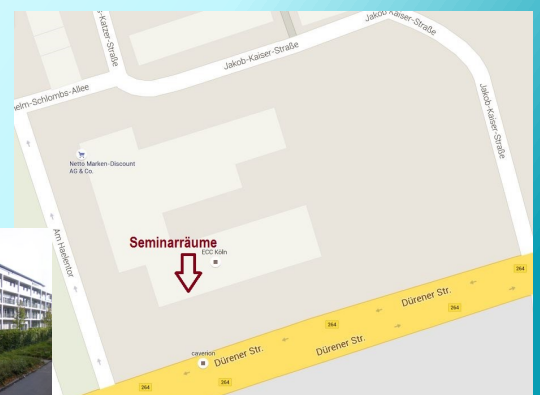 s-Katzer-Straße
Jakob-Kaiser-Straße
Jakob-Kaiser-Straße
Jakob-Kaiser-Straße
elm-Schlombs-Allee
Netto Marken-Discount
AG & Co.
Am Haelentor
Seminarräume
ECC Köln
264
Dürener Str.
264
264
Dürener Str.
Dürener Str.
caverion
264
264